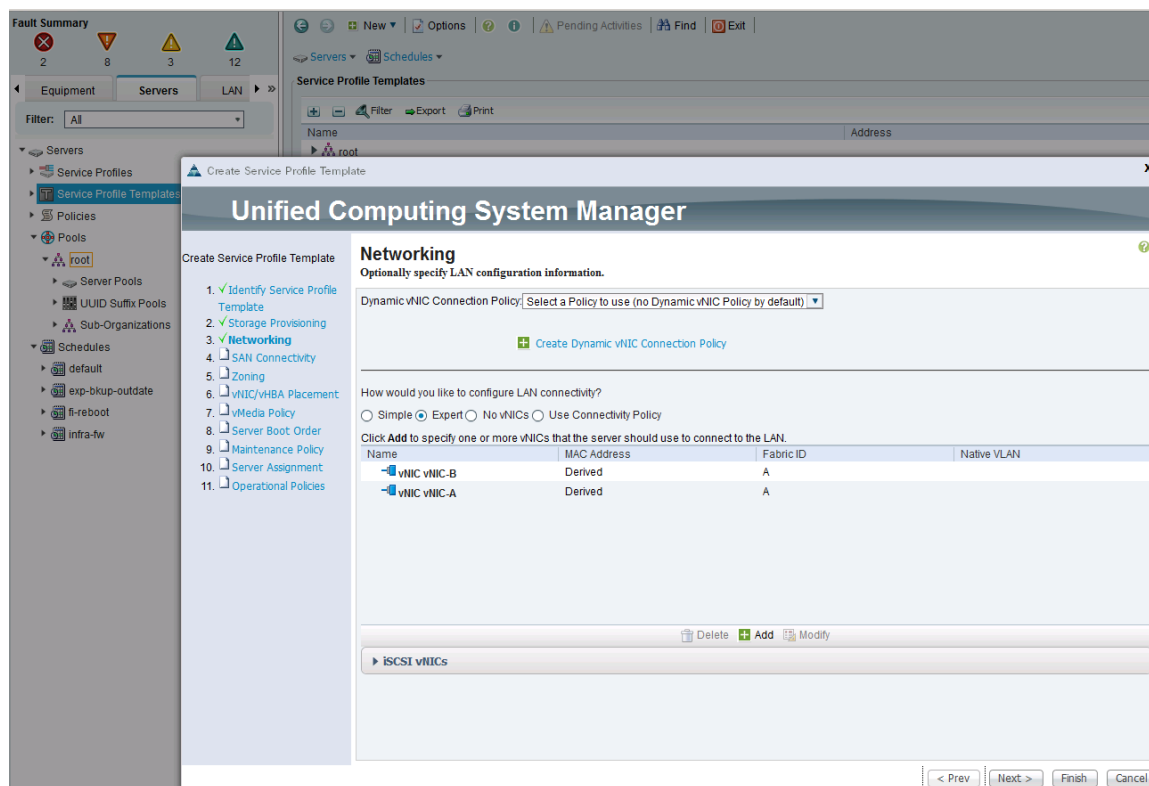 Fault Summary
2 8 3 12
New Options Pending Activities Find Exit
Servers Schedules
Equipment Servers LAN
Filter: All
Servers
Service Profiles
Service Profile Templates
Policies
Pools
root
Server Pools
UUID Suffix Pools
Sub-Organizations
Schedules
default
exp-bkup-outdate
fi-reboot
infra-fw
Service Profile Templates
Filter Export Print
Name Address
root
Create Service Profile Template
x
Unified Computing System Manager
Create Service Profile Template
1. Identify Service Profile
Template
2. Storage Provisioning
3. Networking
4. SAN Connectivity
5. Zoning
6. vNIC/vHBA Placement
7. vMedia Policy
8. Server Boot Order
9. Maintenance Policy
10. Server Assignment
11. Operational Policies
Networking
Optionally specify LAN configuration information.
Dynamic vNIC Connection Policy: Select a Policy to use (no Dynamic vNIC Policy by default)
Create Dynamic vNIC Connection Policy
How would you like to configure LAN connectivity?
Simple Expert No vNICs Use Connectivity Policy
Click Add to specify one or more vNICs that the server should use to connect to the LAN.
Name MAC Address Fabric ID Native VLAN
vNIC vNIC-B Derived A
vNIC vNIC-A Derived A
Delete Add Modify
iSCSI vNICs
< Prev Next > Finish Cancel